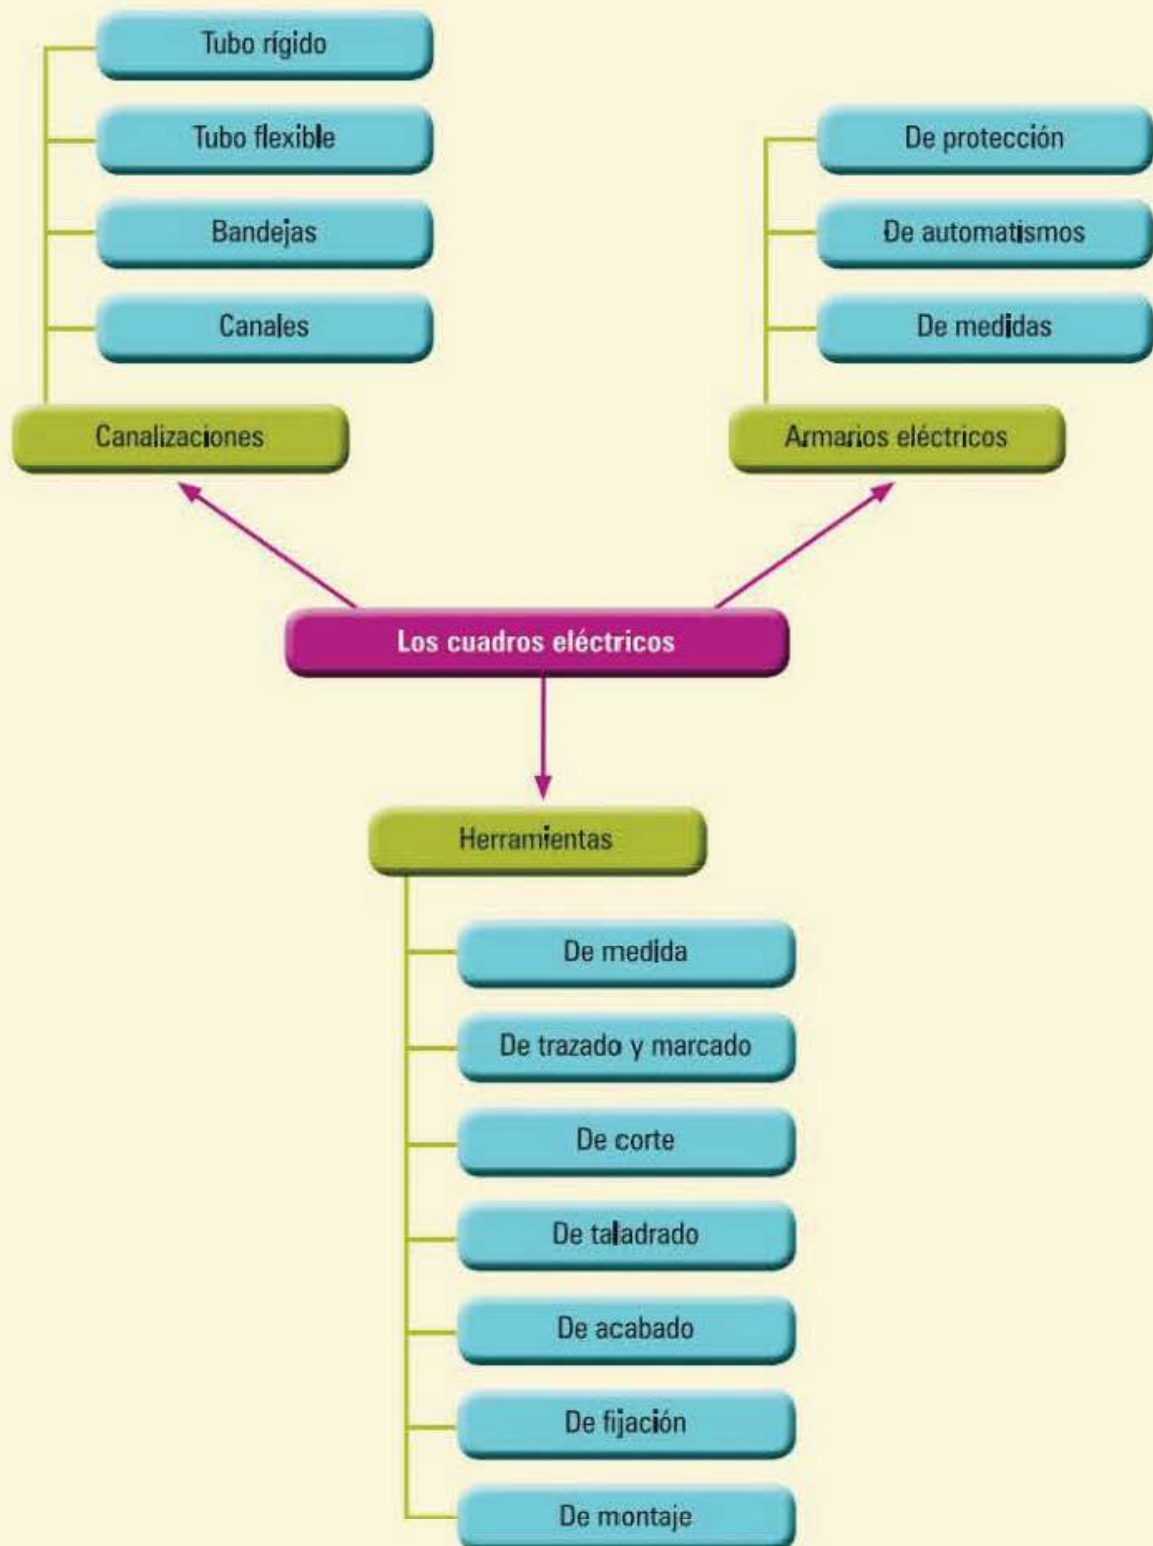 Tubo rígido
Tubo flexible
Bandejas
Canales
Canalizaciones
De protección
De automatismos
De medidas
Armarios eléctricos
Los cuadros eléctricos
Herramientas
De medida
De trazado y marcado
De corte
De taladrado
De acabado
De fijación
De montaje